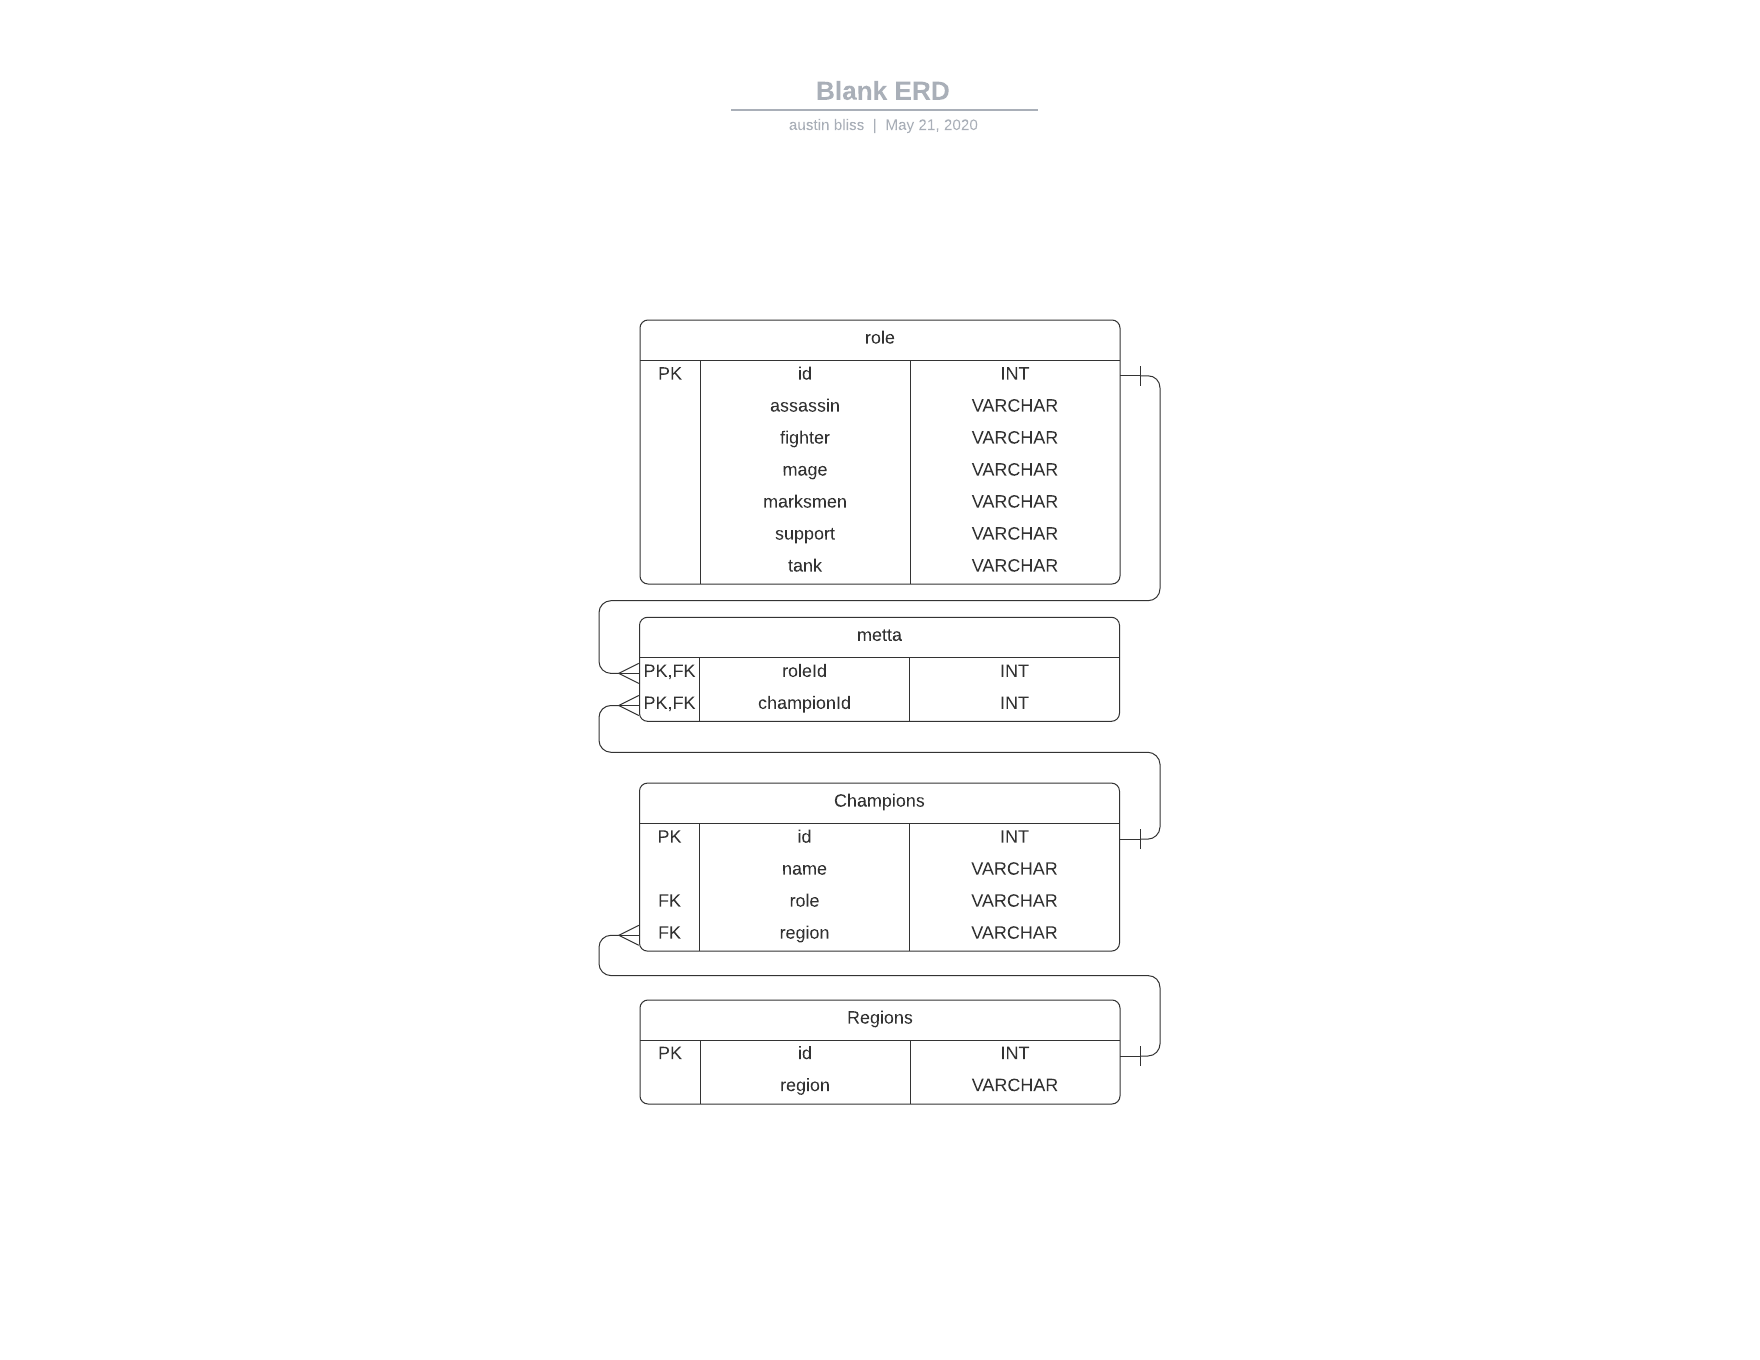 Blank ERD
austin bliss | May 21, 2020
role
PK id INT
assassin VARCHAR
fighter VARCHAR
mage VARCHAR
marksmen VARCHAR
support VARCHAR
tank VARCHAR
metta
PK,FK roleId INT
PK,FK championId INT
Champions
PK id INT
name VARCHAR
FK role VARCHAR
FK region VARCHAR
Regions
PK id INT
region VARCHAR